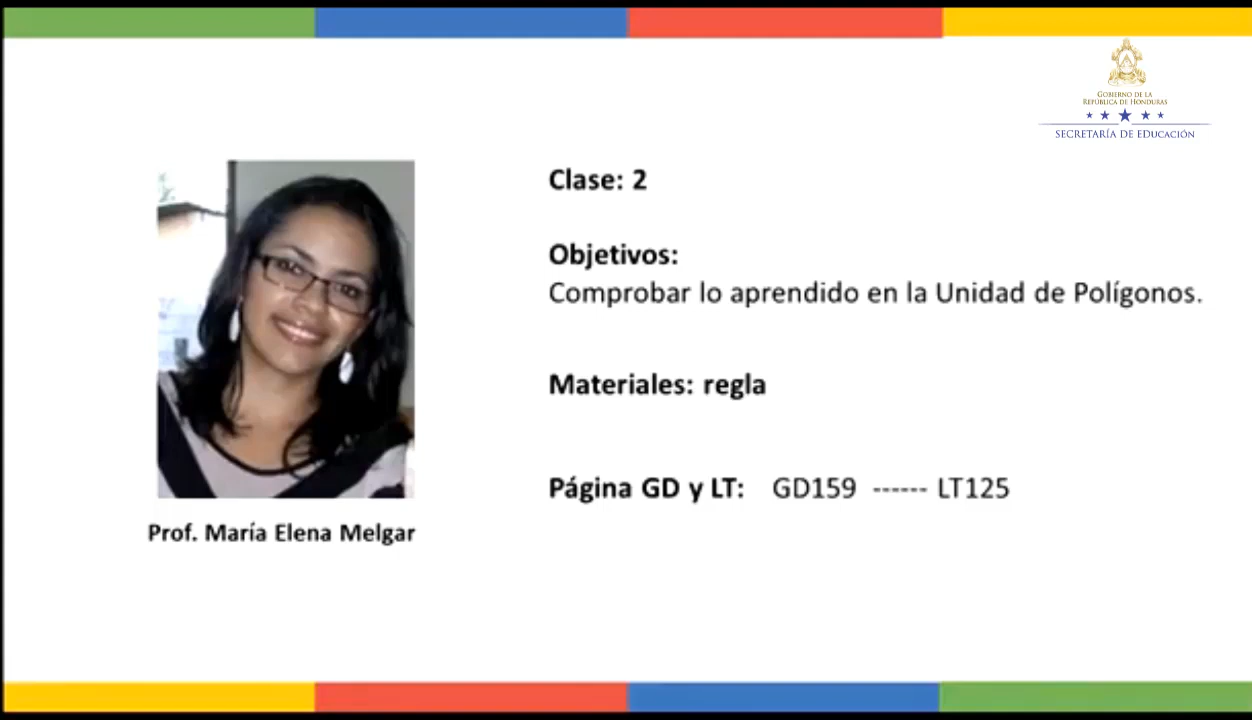 GOBIERNO DE LA
REPÚBLICA DE HONDURAS
SECRETARÍA DE EDUCACIÓN
Clase: 2
Objetivos:
Comprobar lo aprendido en la Unidad de Polígonos.
Materiales: regla
Página GD y LT: GD159 ------ LT125
Prof. María Elena Melgar